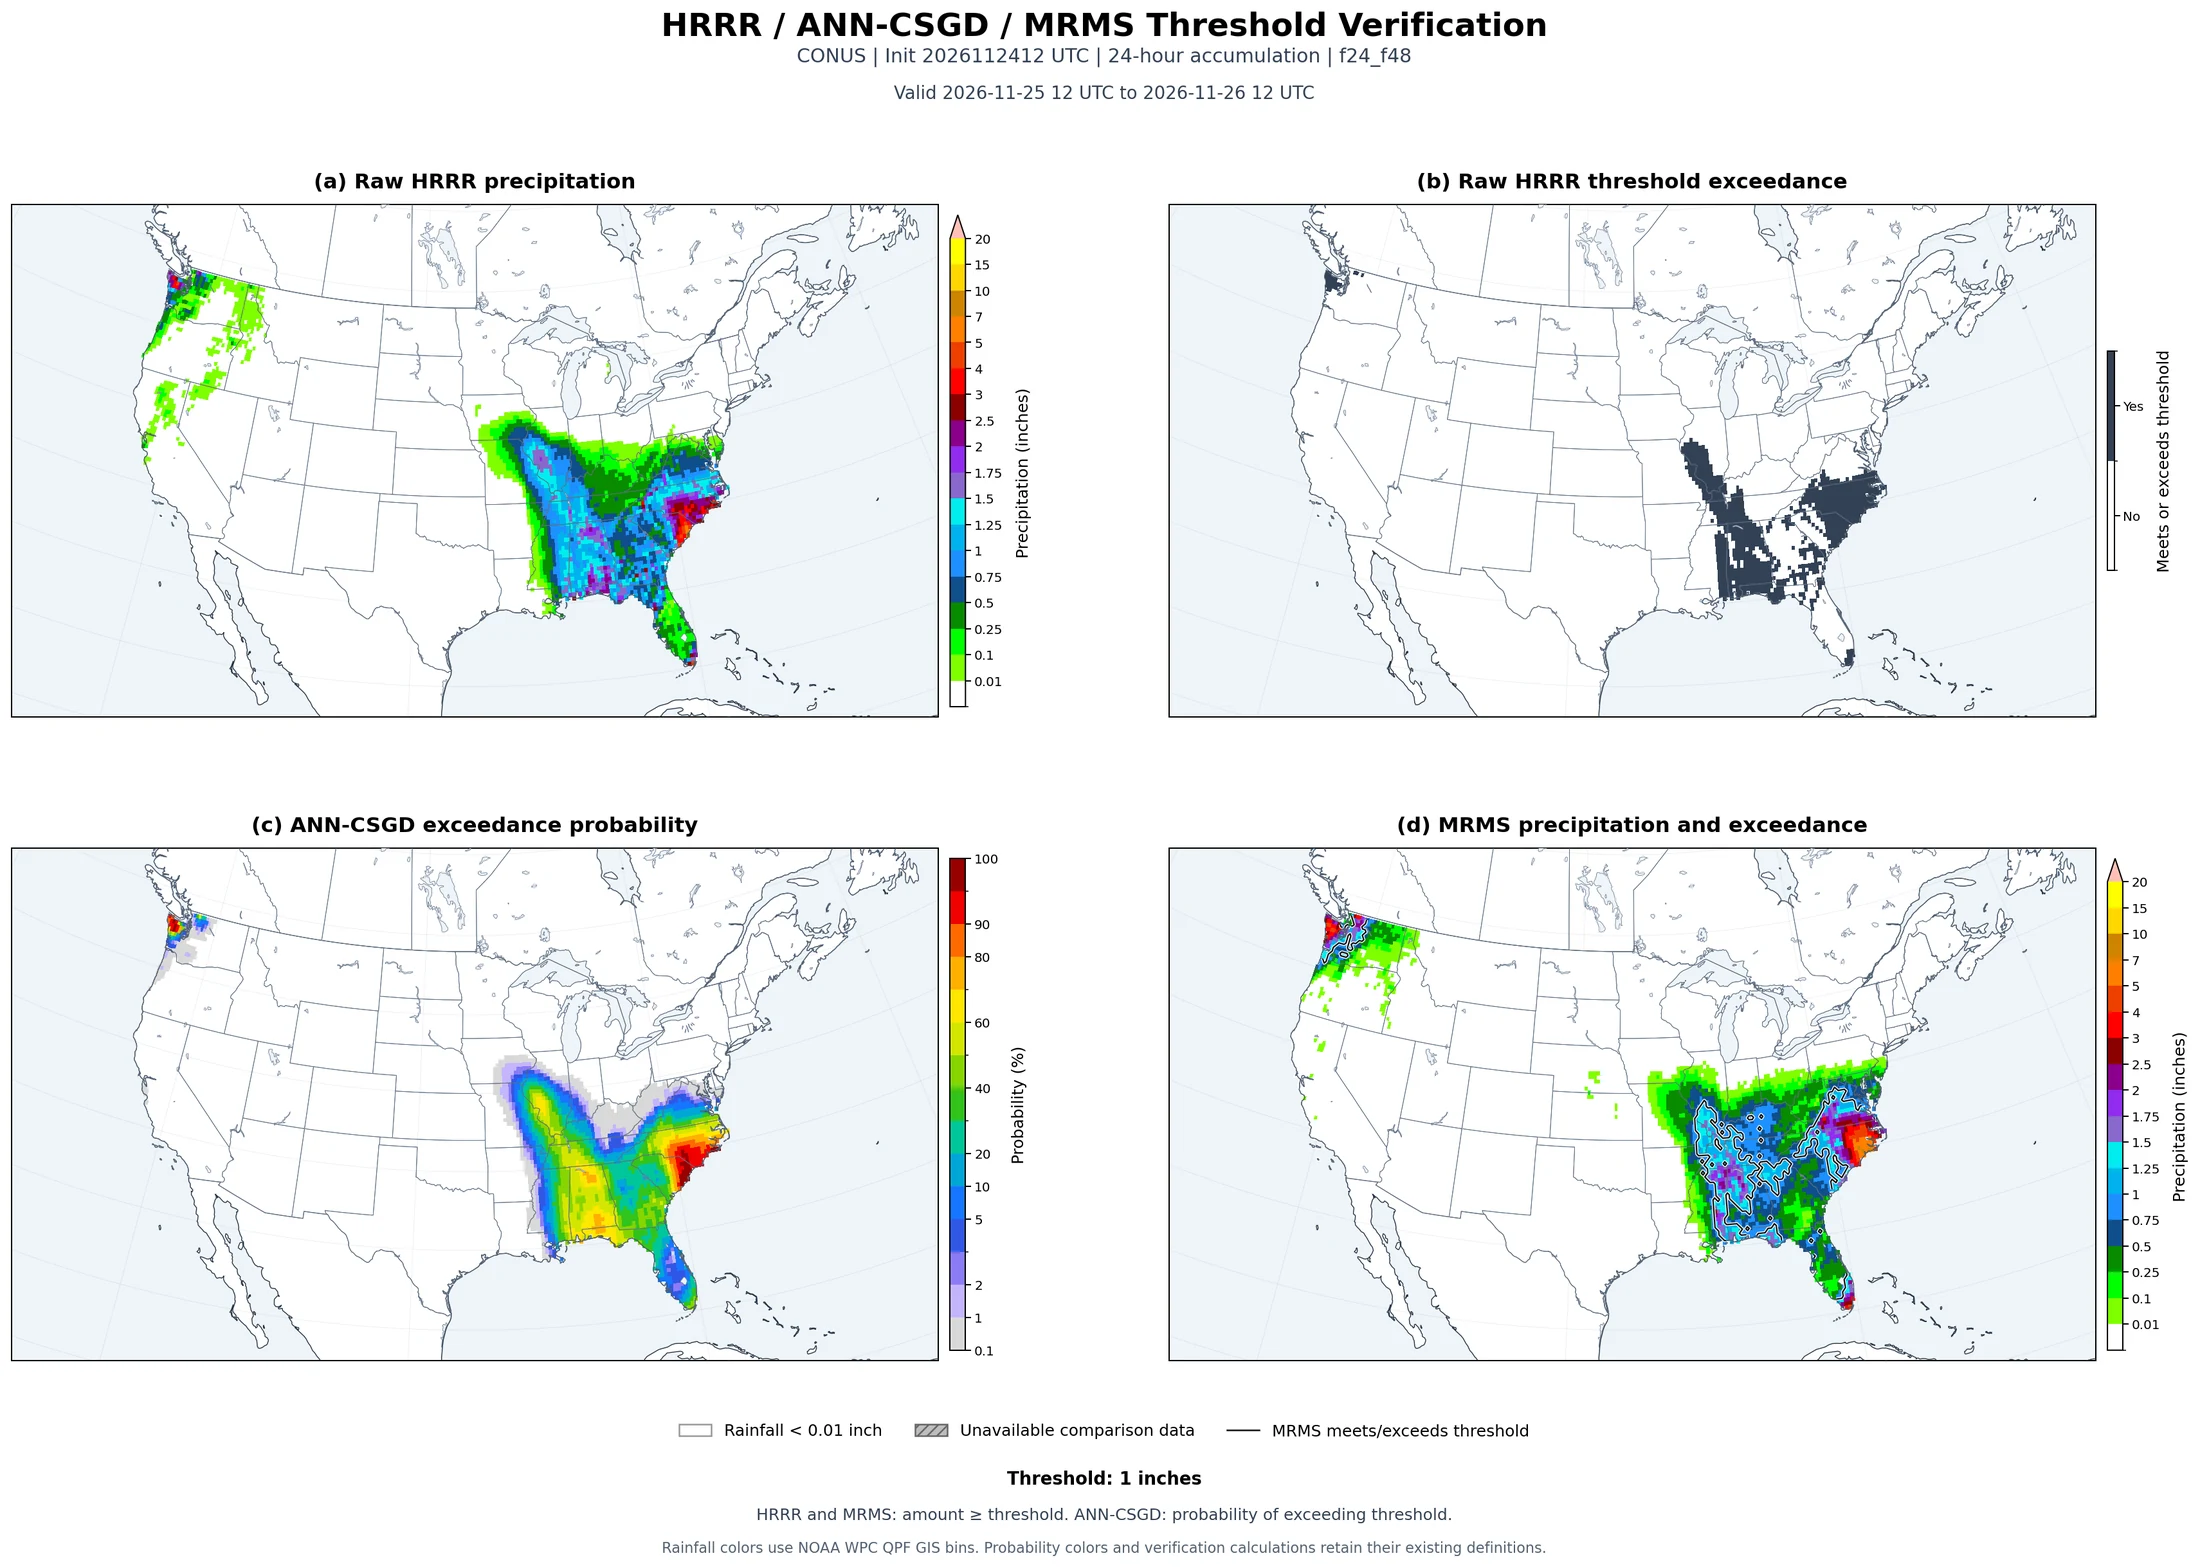 HRRR / ANN-CSGD / MRMS Threshold Verification
CONUS | Init 2026112412 UTC | 24-hour accumulation | f24_f48
Valid 2026-11-25 12 UTC to 2026-11-26 12 UTC
(a) Raw HRRR precipitation
20
15
10
7
5
4
3
2.5
2
1.75
1.5
1.25
1
0.75
0.5
0.25
0.1
0.01
Precipitation (inches)
(b) Raw HRRR threshold exceedance
Yes
No
Meets or exceeds threshold
(c) ANN-CSGD exceedance probability
100
90
80
60
40
20
10
5
2
1
0.1
Probability (%)
(d) MRMS precipitation and exceedance
20
15
10
7
5
4
3
2.5
2
1.75
1.5
1.25
1
0.75
0.5
0.25
0.1
0.01
Precipitation (inches)
Rainfall < 0.01 inch
Unavailable comparison data
MRMS meets/exceeds threshold
Threshold: 1 inches
HRRR and MRMS: amount ≥ threshold. ANN-CSGD: probability of exceeding threshold.
Rainfall colors use NOAA WPC QPF GIS bins. Probability colors and verification calculations retain their existing definitions.